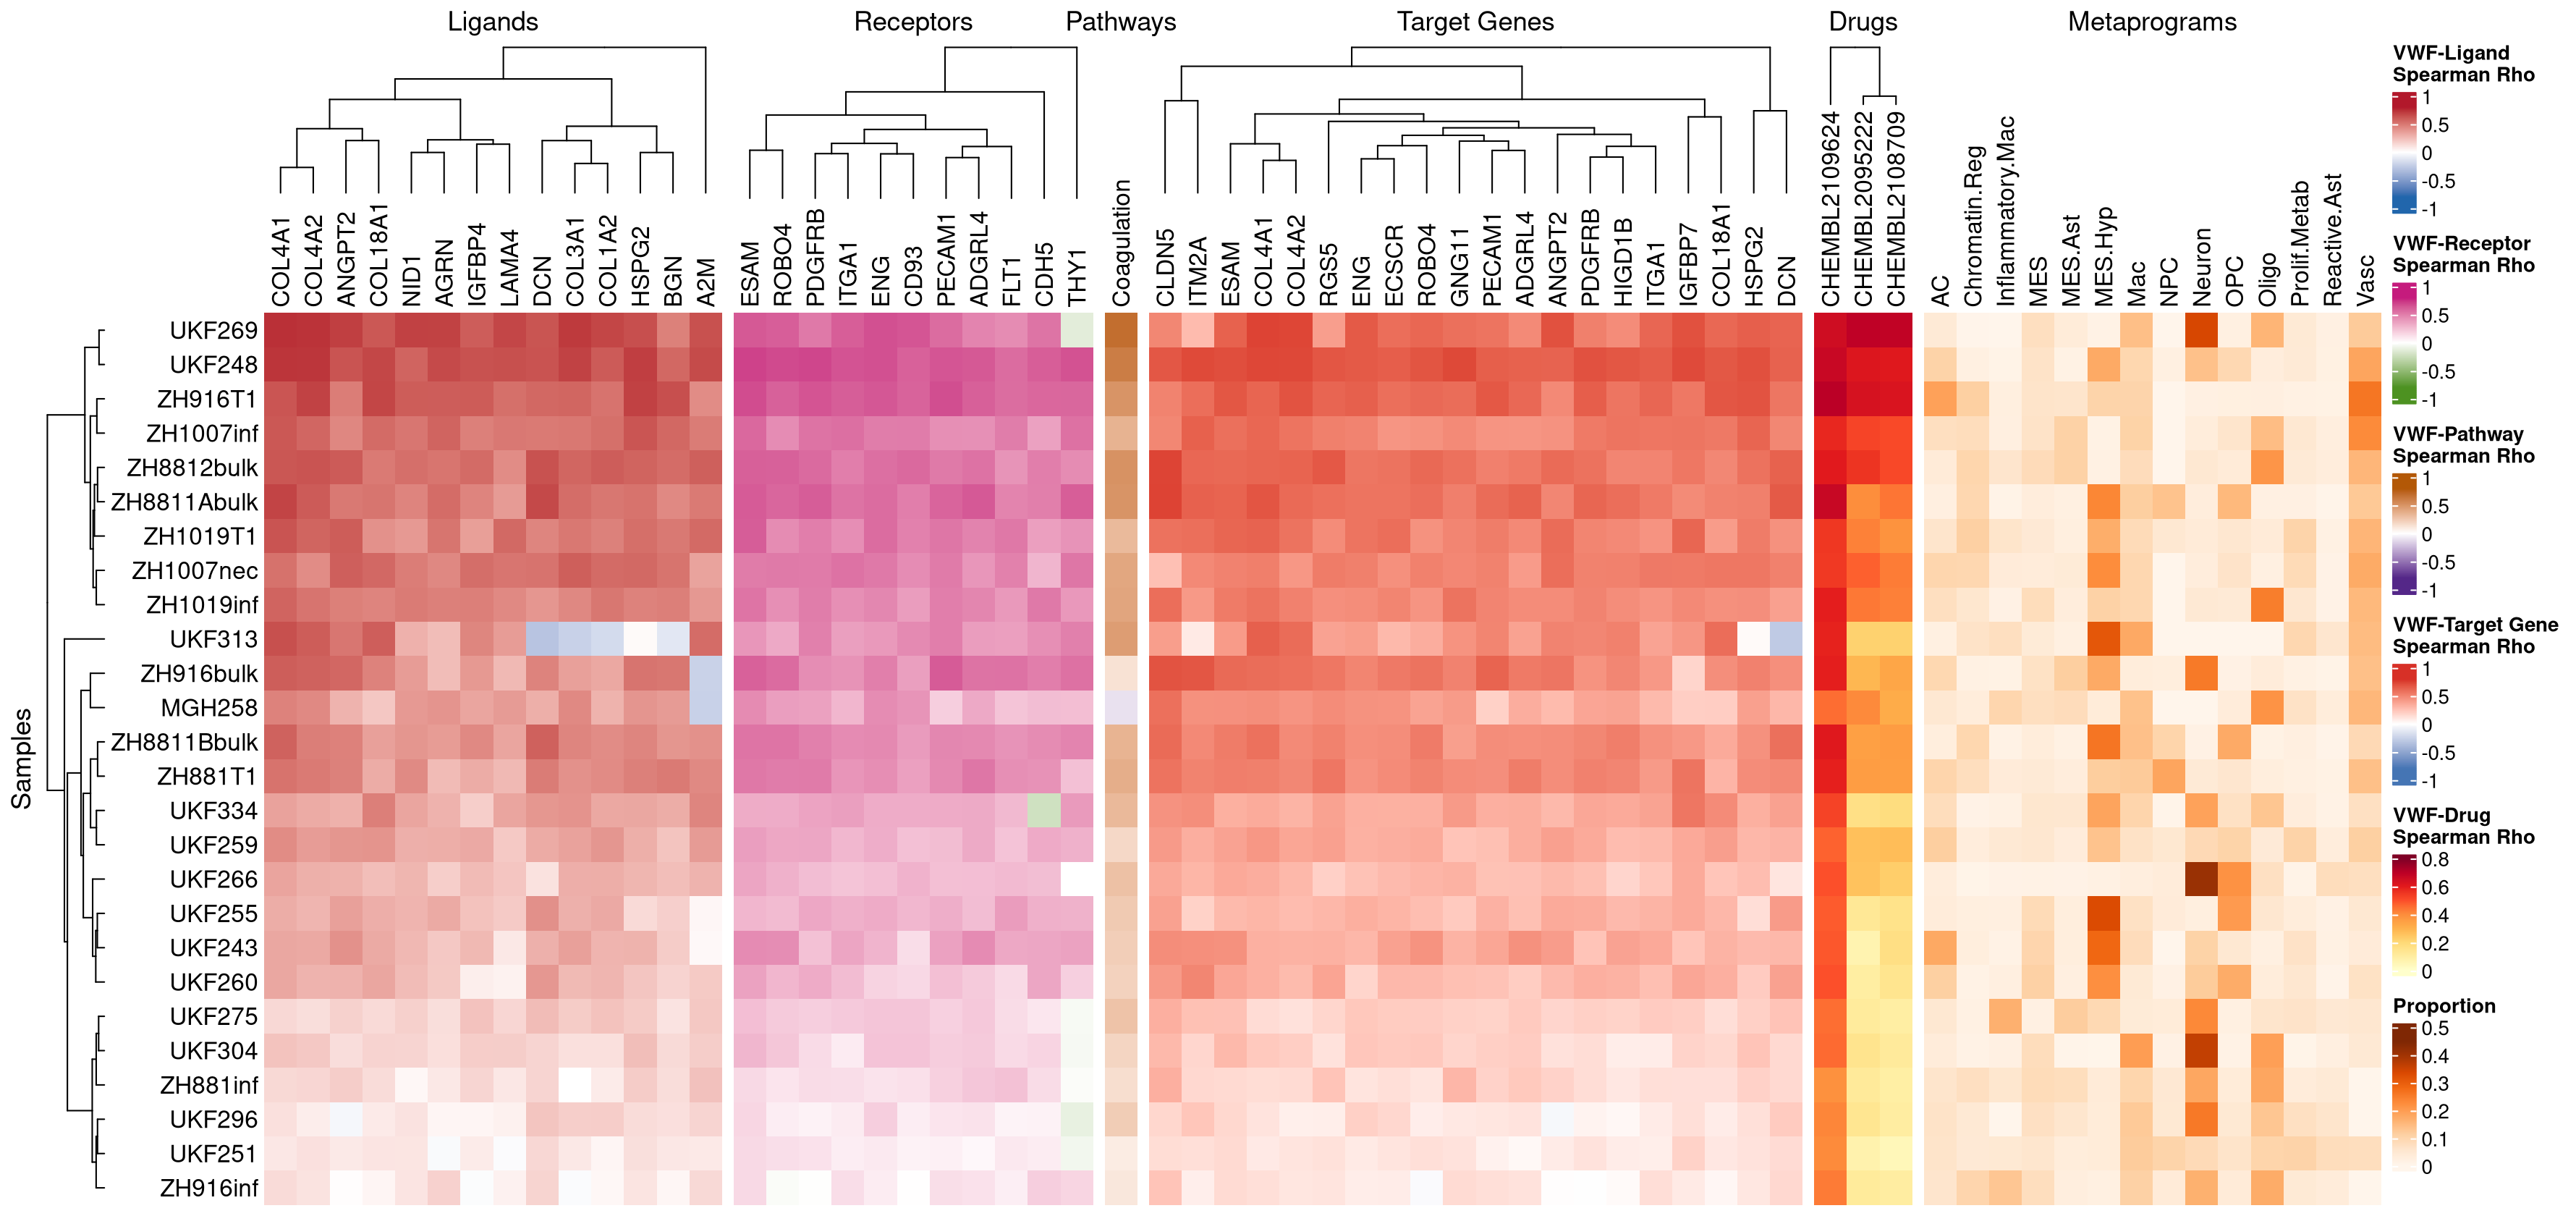 Ligands
Receptors
Pathways
Target Genes
Drugs
Metaprograms
COL4A1
COL4A2
ANGPT2
COL18A1
NID1
AGRN
IGFBP4
LAMA4
DCN
COL3A1
COL1A2
HSPG2
BGN
A2M
ESAM
ROBO4
PDGFRB
ITGA1
ENG
CD93
PECAM1
ADGRL4
FLT1
CDH5
THY1
Coagulation
CLDN5
ITM2A
ESAM
COL4A1
COL4A2
RGS5
ENG
ECSCR
ROBO4
GNG11
PECAM1
ADGRL4
ANGPT2
PDGFRB
HIGD1B
ITGA1
IGFBP7
COL18A1
HSPG2
DCN
CHEMBL2109624
CHEMBL2095222
CHEMBL2108709
AC
Chromatin.Reg
Inflammatory.Mac
MES
MES.Ast
MES.Hyp
Mac
NPC
Neuron
OPC
Oligo
Prolif.Metab
Reactive.Ast
Vasc
Samples
UKF269
UKF248
ZH916T1
ZH1007inf
ZH8812bulk
ZH8811Abulk
ZH1019T1
ZH1007nec
ZH1019inf
UKF313
ZH916bulk
MGH258
ZH8811Bbulk
ZH881T1
UKF334
UKF259
UKF266
UKF255
UKF243
UKF260
UKF275
UKF304
ZH881inf
UKF296
UKF251
ZH916inf
VWF-Ligand
Spearman Rho
1
0.5
0
-0.5
-1
VWF-Receptor
Spearman Rho
1
0.5
0
-0.5
-1
VWF-Pathway
Spearman Rho
1
0.5
0
-0.5
-1
VWF-Target Gene
Spearman Rho
1
0.5
0
-0.5
-1
VWF-Drug
Spearman Rho
0.8
0.6
0.4
0.2
0
Proportion
0.5
0.4
0.3
0.2
0.1
0